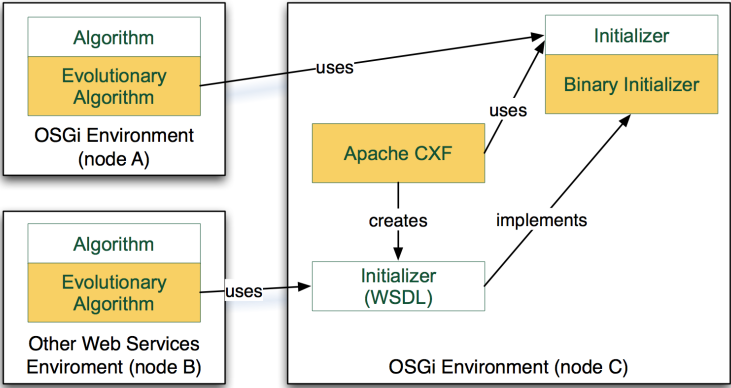 Algorithm
Evolutionary
Algorithm
OSGi Environment
(node A)
uses
Initializer
Binary Initializer
uses
Apache CXF
creates
implements
Algorithm
Evolutionary
Algorithm
Other Web Services
Enviroment (node B)
uses
Initializer
(WSDL)
OSGi Environment (node C)